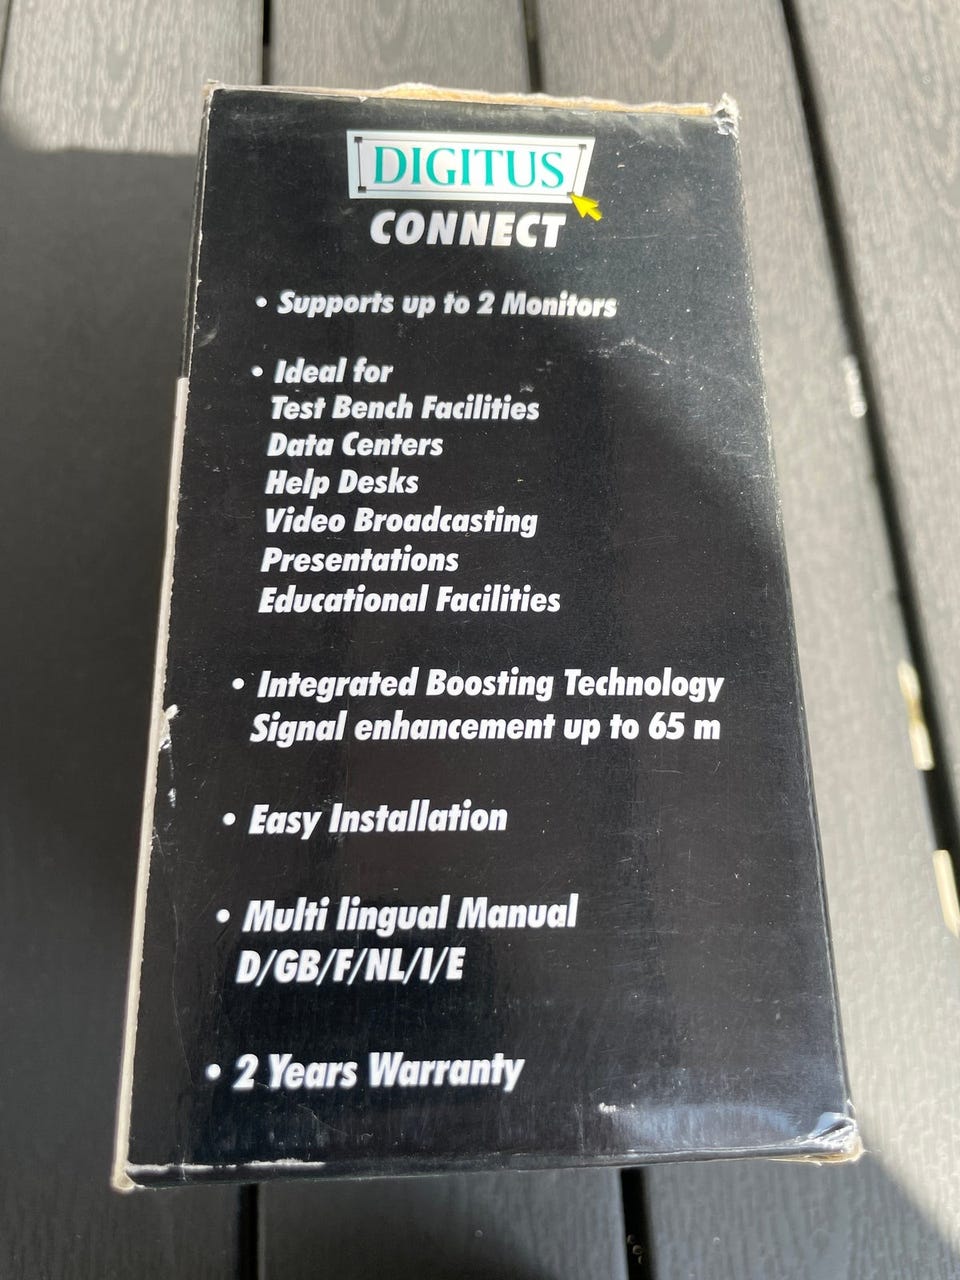 DIGITUS
CONNECT
• Supports up to 2 Monitors
• Ideal for
Test Bench Facilities
Data Centers
Help Desks
Video Broadcasting
Presentations
Educational Facilities
• Integrated Boosting Technology
Signal enhancement up to 65 m
• Easy Installation
• Multi lingual Manual
D/GB/F/NL/I/E
• 2 Years Warranty